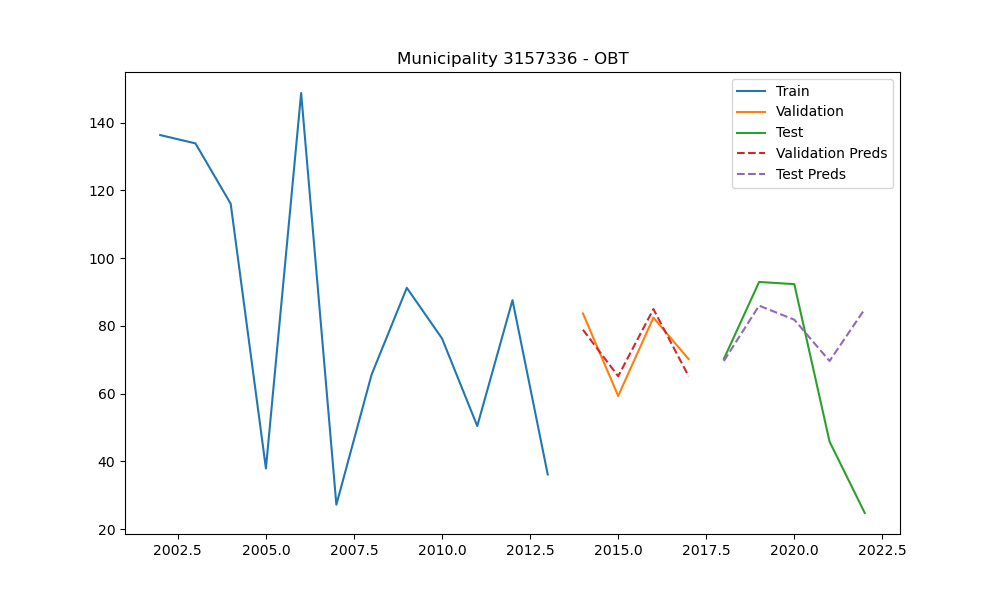 Municipality 3157336 - OBT
Train
Validation
Test
Validation Preds
Test Preds
140
120
100
80
60
40
20
2002.5 2005.0 2007.5 2010.0 2012.5 2015.0 2017.5 2020.0 2022.5